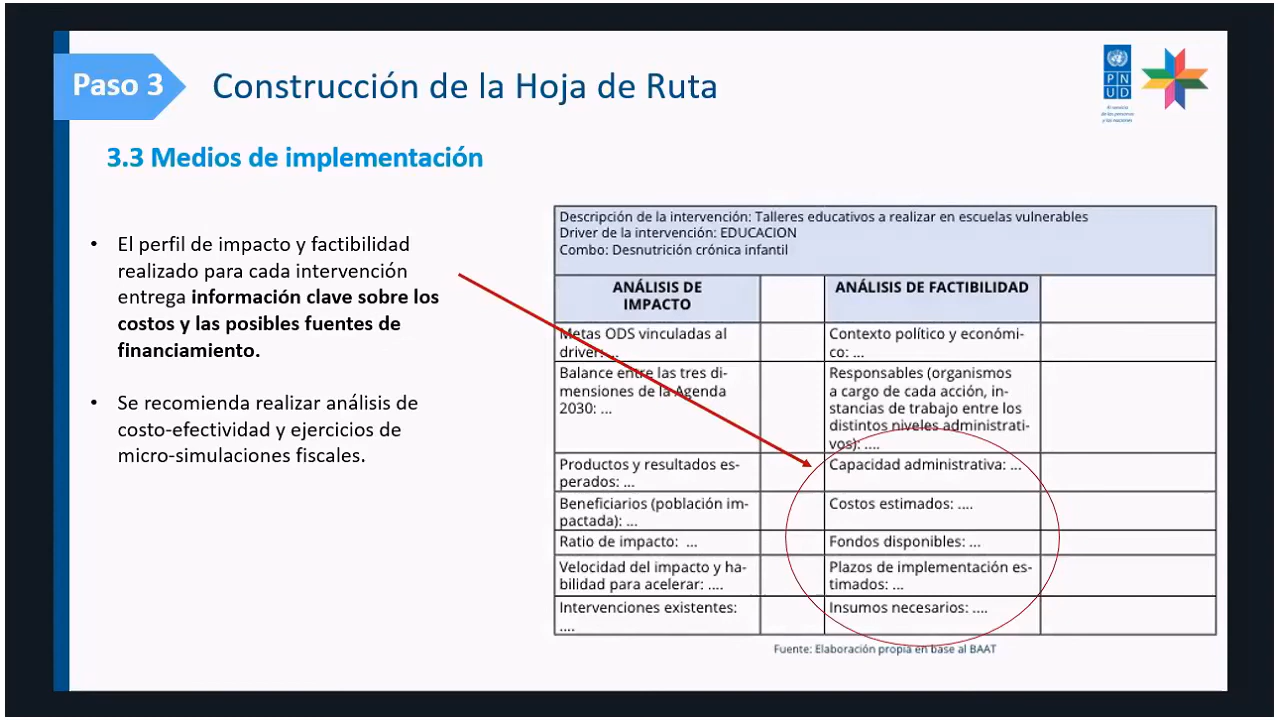 Paso 3
Construcción de la Hoja de Ruta
P N
U D
Al servicio
de las personas
y las naciones
3.3 Medios de implementación
• El perfil de impacto y factibilidad
realizado para cada intervención
entrega información clave sobre los
costos y las posibles fuentes de
financiamiento.
• Se recomienda realizar análisis de
costo-efectividad y ejercicios de
micro-simulaciones fiscales.
Descripción de la intervención: Talleres educativos a realizar en escuelas vulnerables
Driver de la intervención: EDUCACION
Combo: Desnutrición crónica infantil
ANÁLISIS DE
IMPACTO
ANÁLISIS DE FACTIBILIDAD
Metas ODS vinculadas al
driver: ...
Contexto político y económi-
co: ...
Balance entre las tres di-
mensiones de la Agenda
2030: ...
Responsables (organismos
a cargo de cada acción, in-
stancias de trabajo entre los
distintos niveles administrati-
vos): ....
Productos y resultados es-
perados: ...
Capacidad administrativa: ...
Beneficiarios (población im-
pactada): ...
Costos estimados: ....
Ratio de impacto: ...
Fondos disponibles: ...
Velocidad del impacto y ha-
bilidad para acelerar: ....
Plazos de implementación es-
timados: ...
Intervenciones existentes:
....
Insumos necesarios: ....
Fuente: Elaboración propia en base al BAAT